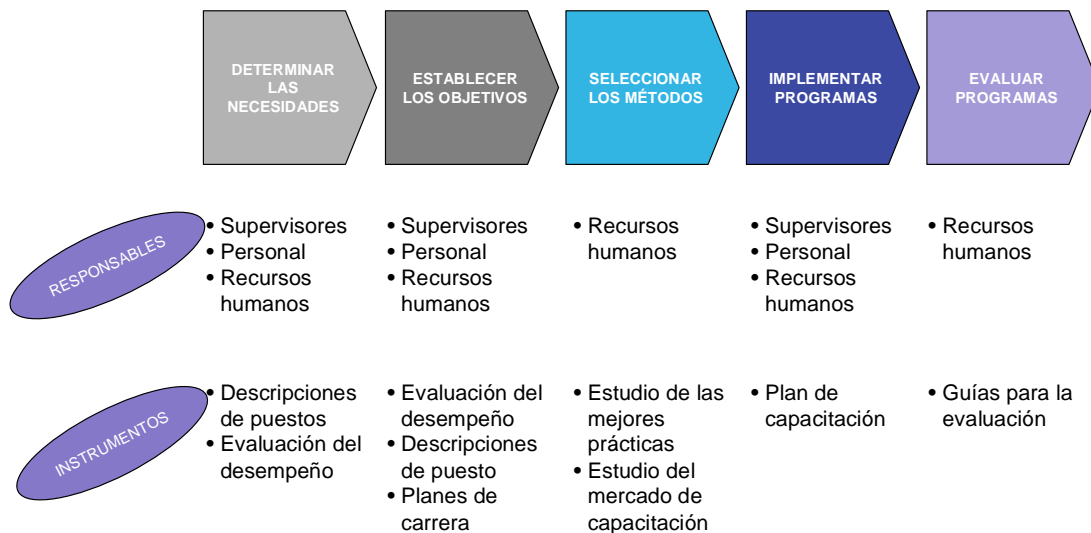 DETERMINAR
LAS
NECESIDADES
ESTABLECER
LOS OBJETIVOS
SELECCIONAR
LOS MÉTODOS
IMPLEMENTAR
PROGRAMAS
EVALUAR
PROGRAMAS
RESPONSABLES
• Supervisores
• Personal
• Recursos
humanos
• Supervisores
• Personal
• Recursos
humanos
• Recursos
humanos
• Supervisores
• Personal
• Recursos
humanos
• Recursos
humanos
INSTRUMENTOS
• Descripciones
de puestos
• Evaluación del
desempeño
• Evaluación del
desempeño
• Descripciones
de puesto
• Planes de
carrera
• Estudio de las
mejores
prácticas
• Estudio del
mercado de
capacitación
• Plan de
capacitación
• Guías para la
evaluación